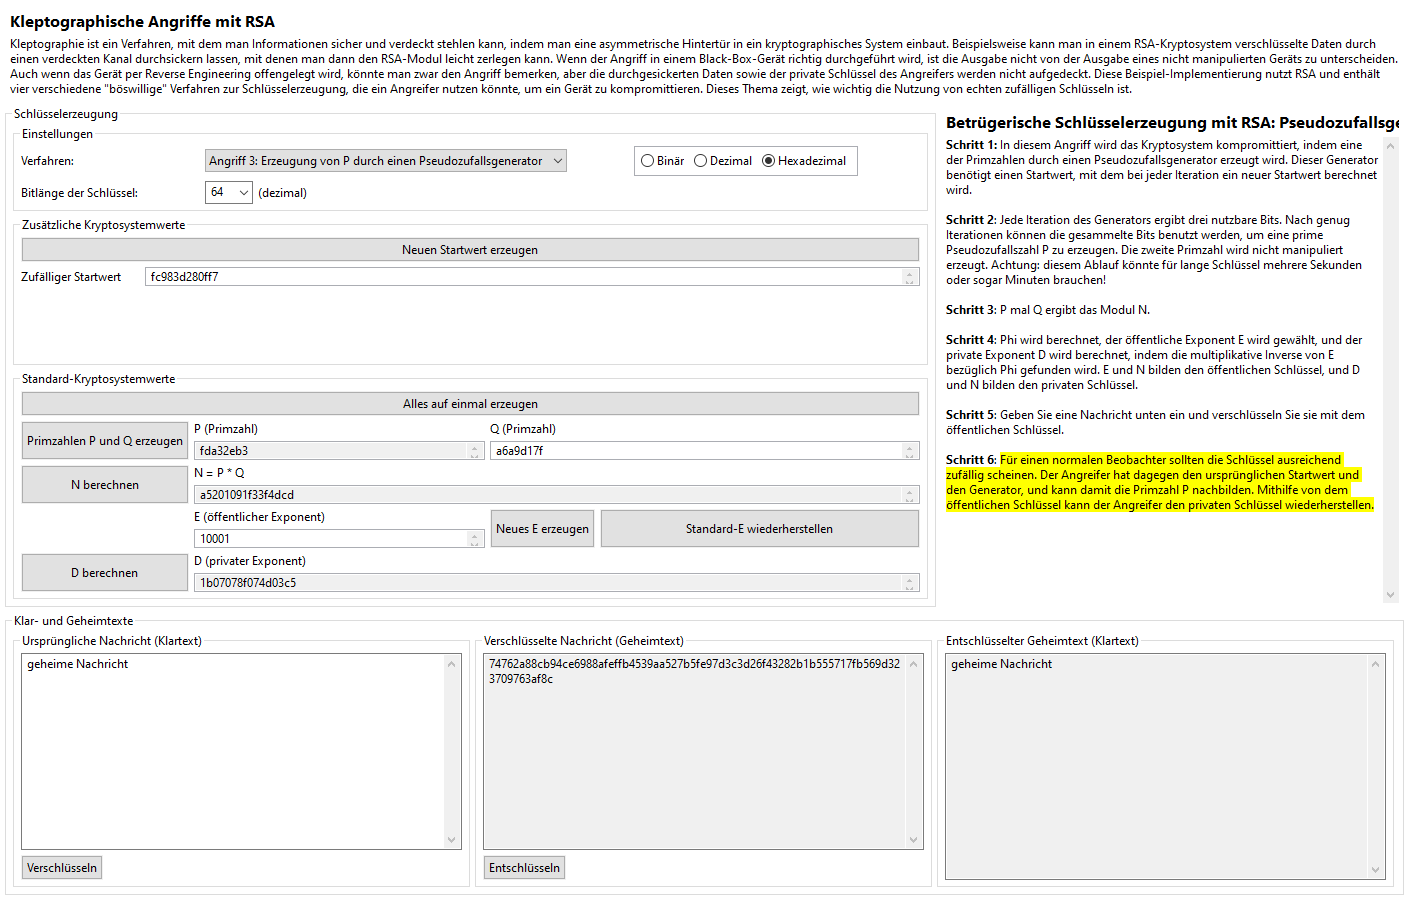 Kleptographische Angriffe mit RSA
Kleptographie ist ein Verfahren, mit dem man Informationen sicher und verdeckt stehlen kann, indem man eine asymmetrische Hintertür in ein kryptographisches System einbaut. Beispielsweise kann man in einem RSA-Kryptosystem verschlüsselte Daten durch
einen verdeckten Kanal durchsickern lassen, mit denen man dann den RSA-Modul leicht zerlegen kann. Wenn der Angriff in einem Black-Box-Gerät richtig durchgeführt wird, ist die Ausgabe nicht von der Ausgabe eines nicht manipulierten Geräts zu unterscheiden.
Auch wenn das Gerät per Reverse Engineering offengelegt wird, könnte man zwar den Angriff bemerken, aber die durchgesickerten Daten sowie der private Schlüssel des Angreifers werden nicht aufgedeckt. Diese Beispiel-Implementierung nutzt RSA und enthält
vier verschiedene "böswillige" Verfahren zur Schlüsselerzeugung, die ein Angreifer nutzen könnte, um ein Gerät zu kompromittieren. Dieses Thema zeigt, wie wichtig die Nutzung von echten zufälligen Schlüsseln ist.
Schlüsselerzeugung
Einstellungen
Verfahren:
Angriff 3: Erzeugung von P durch einen Pseudozufallsgenerator
Binär
Dezimal
Hexadezimal
Bitlänge der Schlüssel:
64
(dezimal)
Zusätzliche Kryptosystemwerte
Neuen Startwert erzeugen
Zufälliger Startwert
fc983d280ff7
Standard-Kryptosystemwerte
Alles auf einmal erzeugen
Primzahlen P und Q erzeugen
P (Primzahl)
fda32eb3
Q (Primzahl)
a6a9d17f
N berechnen
N = P * Q
a5201091f33f4dcd
E (öffentlicher Exponent)
10001
Neues E erzeugen
Standard-E wiederherstellen
D berechnen
D (privater Exponent)
1b07078f074d03c5
Betrügerische Schlüsselerzeugung mit RSA: Pseudozufallsge
Schritt 1: In diesem Angriff wird das Kryptosystem kompromittiert, indem eine
der Primzahlen durch einen Pseudozufallsgenerator erzeugt wird. Dieser Generator
benötigt einen Startwert, mit dem bei jeder Iteration ein neuer Startwert berechnet
wird.
Schritt 2: Jede Iteration des Generators ergibt drei nutzbare Bits. Nach genug
Iterationen können die gesammelte Bits benutzt werden, um eine prime
Pseudozufallszahl P zu erzeugen. Die zweite Primzahl wird nicht manipuliert
erzeugt. Achtung: diesem Ablauf könnte für lange Schlüssel mehrere Sekunden
oder sogar Minuten brauchen!
Schritt 3: P mal Q ergibt das Modul N.
Schritt 4: Phi wird berechnet, der öffentliche Exponent E wird gewählt, und der
private Exponent D wird berechnet, indem die multiplikative Inverse von E
bezüglich Phi gefunden wird. E und N bilden den öffentlichen Schlüssel, und D
und N bilden den privaten Schlüssel.
Schritt 5: Geben Sie eine Nachricht unten ein und verschlüsseln Sie sie mit dem
öffentlichen Schlüssel.
Schritt 6: Für einen normalen Beobachter sollten die Schlüssel ausreichend
zufällig scheinen. Der Angreifer hat dagegen den ursprünglichen Startwert und
den Generator, und kann damit die Primzahl P nachbilden. Mithilfe von dem
öffentlichen Schlüssel kann der Angreifer den privaten Schlüssel wiederherstellen.
Klar- und Geheimtexte
Ursprüngliche Nachricht (Klartext)
geheime Nachricht
Verschlüsseln
Verschlüsselte Nachricht (Geheimtext)
74762a88cb94ce6988afeffb4539aa527b5fe97d3c3d26f43282b1b555717fb569d32
3709763af8c
Entschlüsseln
Entschlüsselter Geheimtext (Klartext)
geheime Nachricht